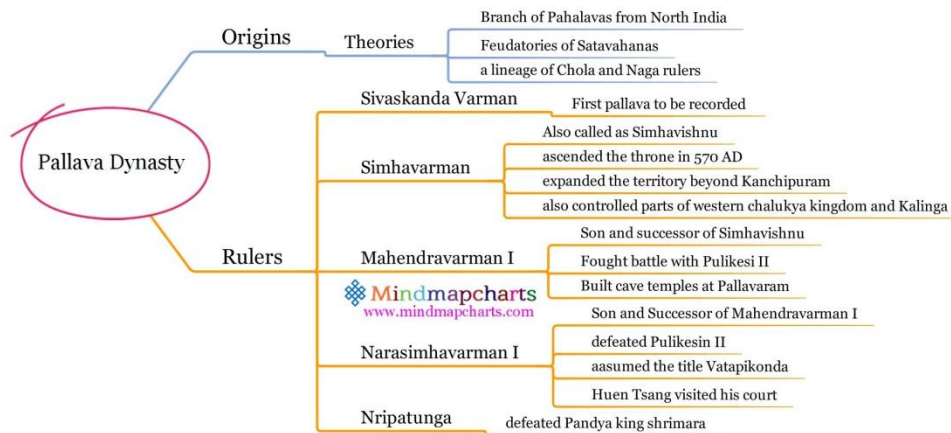 Pallava Dynasty
Origins
Theories
Branch of Pahalavas from North India
Feudatories of Satavahanas
a lineage of Chola and Naga rulers
Rulers
Sivaskanda Varman
First pallava to be recorded
Simhavarman
Also called as Simhavishnu
ascended the throne in 570 AD
expanded the territory beyond Kanchipuram
also controlled parts of western chalukya kingdom and Kalinga
Mahendravarman I
Son and successor of Simhavishnu
Fought battle with Pulikesi II
Built cave temples at Pallavaram
Mindmapcharts
www.mindmapcharts.com
Narasimhavarman I
Son and Successor of Mahendravarman I
defeated Pulikesin II
aasumed the title Vatapikonda
Huen Tsang visited his court
Nripatunga
defeated Pandya king shrimara